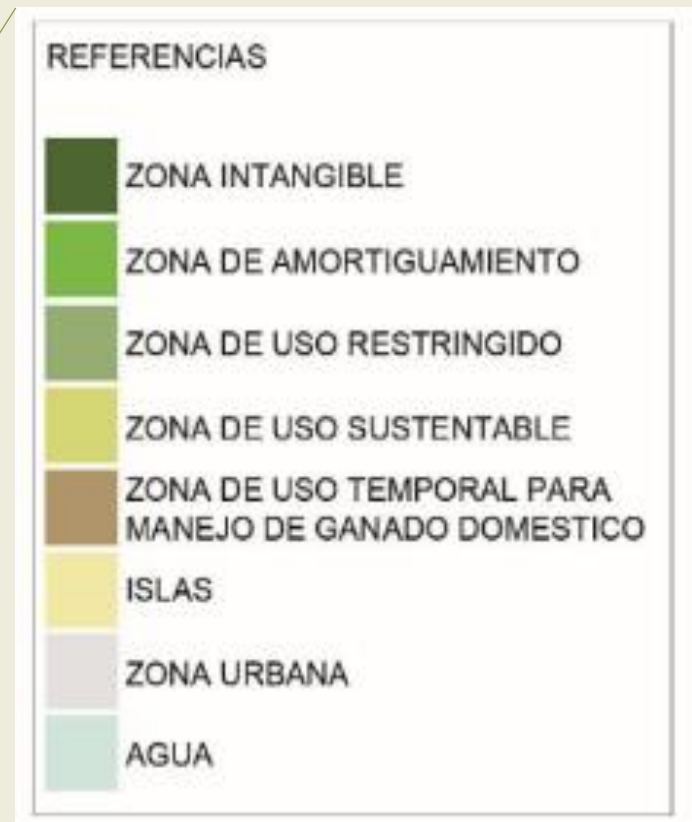 REFERENCIAS
ZONA INTANGIBLE
ZONA DE AMORTIGUAMIENTO
ZONA DE USO RESTRINGIDO
ZONA DE USO SUSTENTABLE
ZONA DE USO TEMPORAL PARA
MANEJO DE GANADO DOMESTICO
ISLAS
ZONA URBANA
AGUA